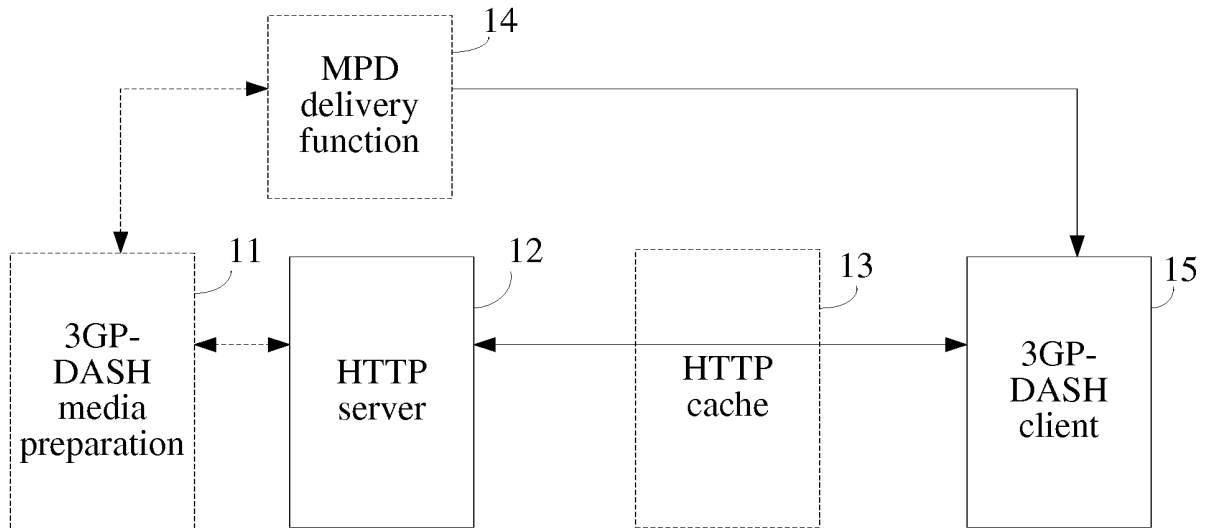 14
MPD
delivery
function
11
3GP-
DASH
media
preparation
12
HTTP
server
13
HTTP
cache
15
3GP-
DASH
client